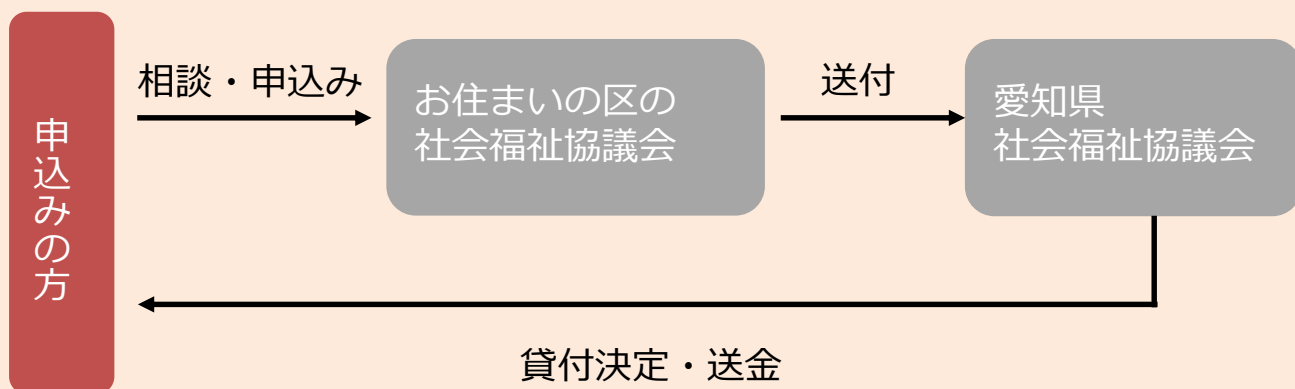 申込みの方
相談・申込み
お住まいの区の
社会福祉協議会
送付
愛知県
社会福祉協議会
貸付決定・送金